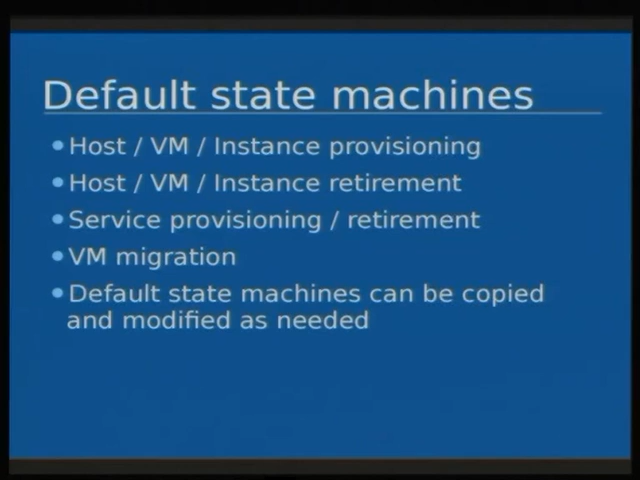 Default state machines
Host / VM / Instance provisioning
Host / VM / Instance retirement
Service provisioning / retirement
VM migration
Default state machines can be copied
and modified as needed